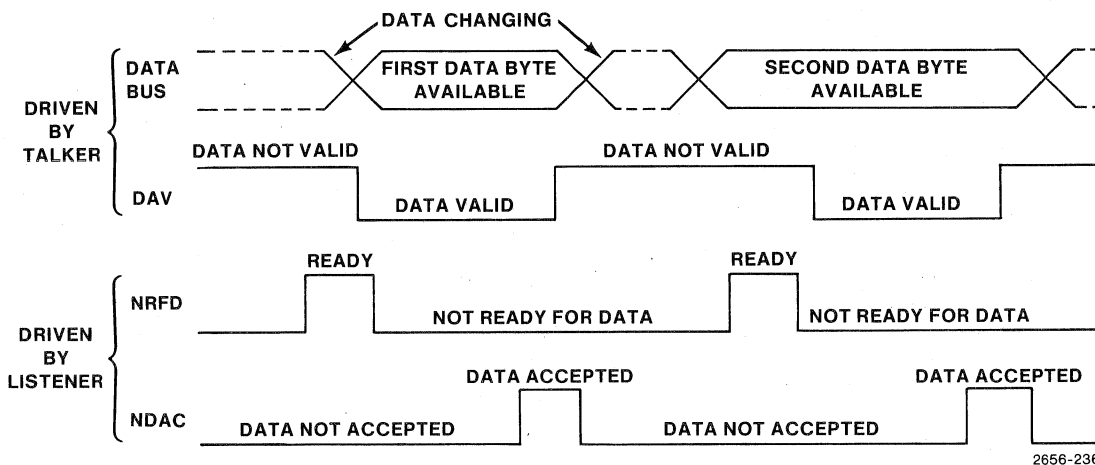 DATA CHANGING
DATA
BUS
FIRST DATA BYTE
AVAILABLE
SECOND DATA BYTE
AVAILABLE
DRIVEN
BY
TALKER
DATA NOT VALID
DATA NOT VALID
DAV
DATA VALID
DATA VALID
READY
READY
NRFD
NOT READY FOR DATA
NOT READY FOR DATA
DRIVEN
BY
LISTENER
DATA ACCEPTED
DATA ACCEPTED
NDAC
DATA NOT ACCEPTED
DATA NOT ACCEPTED
2656-236